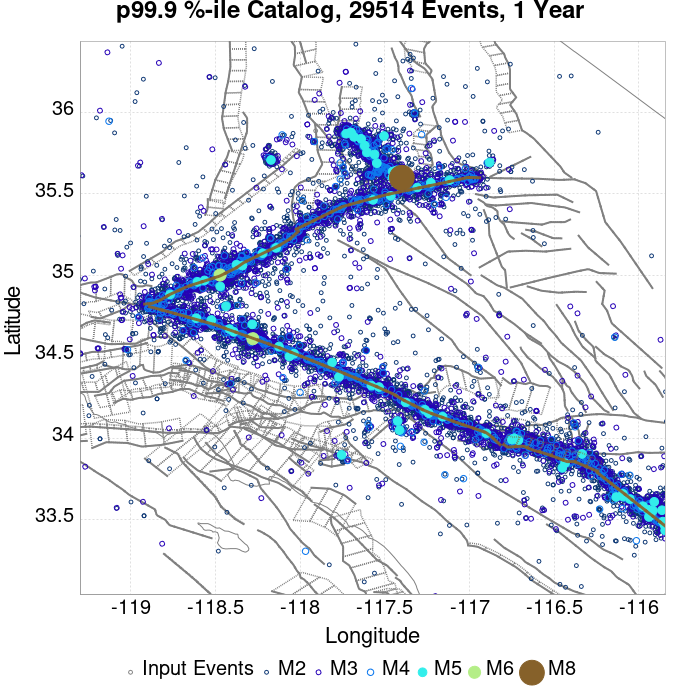 p99.9 %-ile Catalog, 29514 Events, 1 Year
36
35.5
35
34.5
34
33.5
Latitude
-119 -118.5 -118 -117.5 -117 -116.5 -116
Longitude
Input Events M2 M3 M4 M5 M6 M8